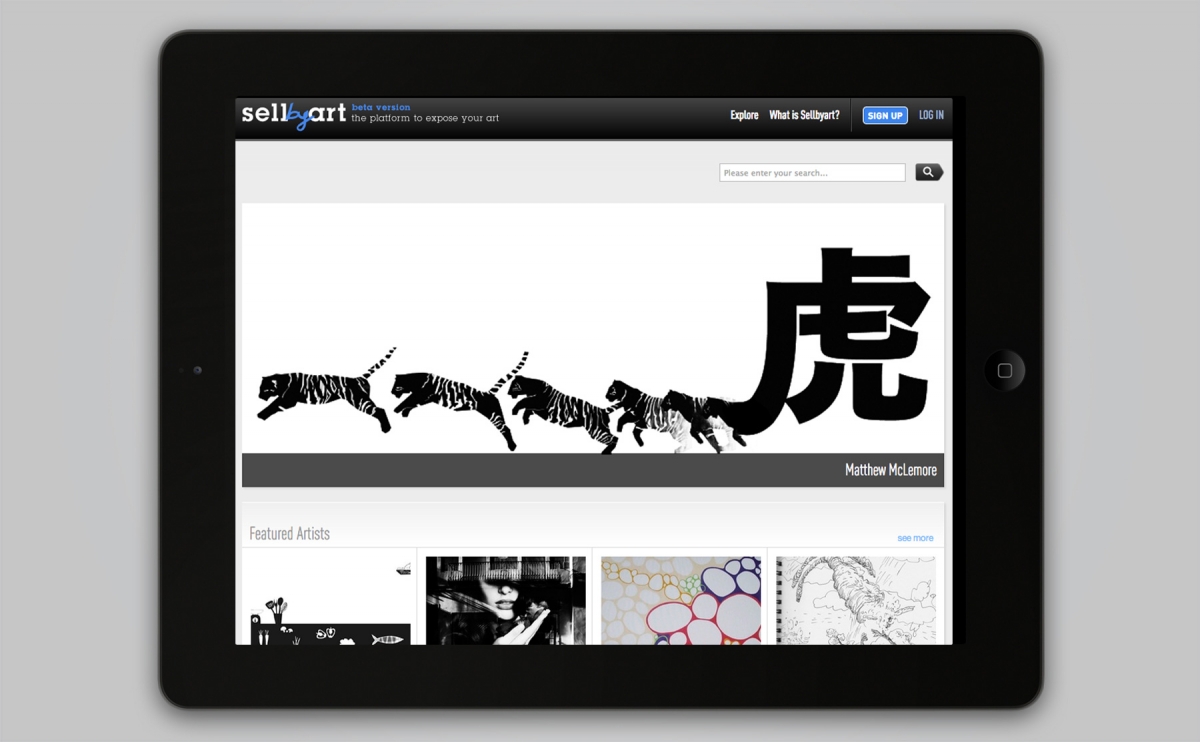 sellbyart
beta version
the platform to expose your art
Explore
What is Sellbyart?
SIGN UP
LOG IN
Please enter your search...
虎
Matthew McLemore
Featured Artists
see more